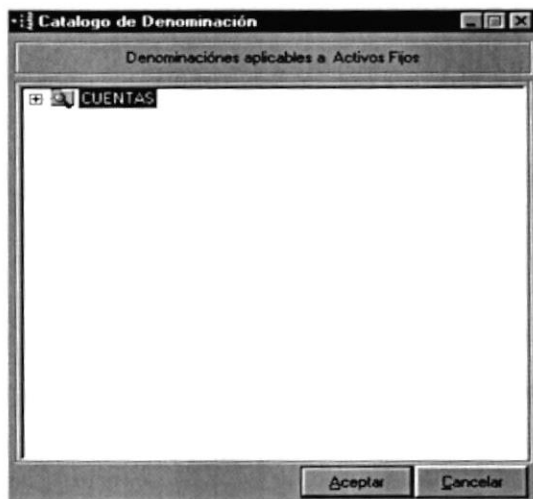 Catalogo de Denominación
Denominaciónes aplicables a Activos Fijos
CUENTAS
Aceptar
Cancelar